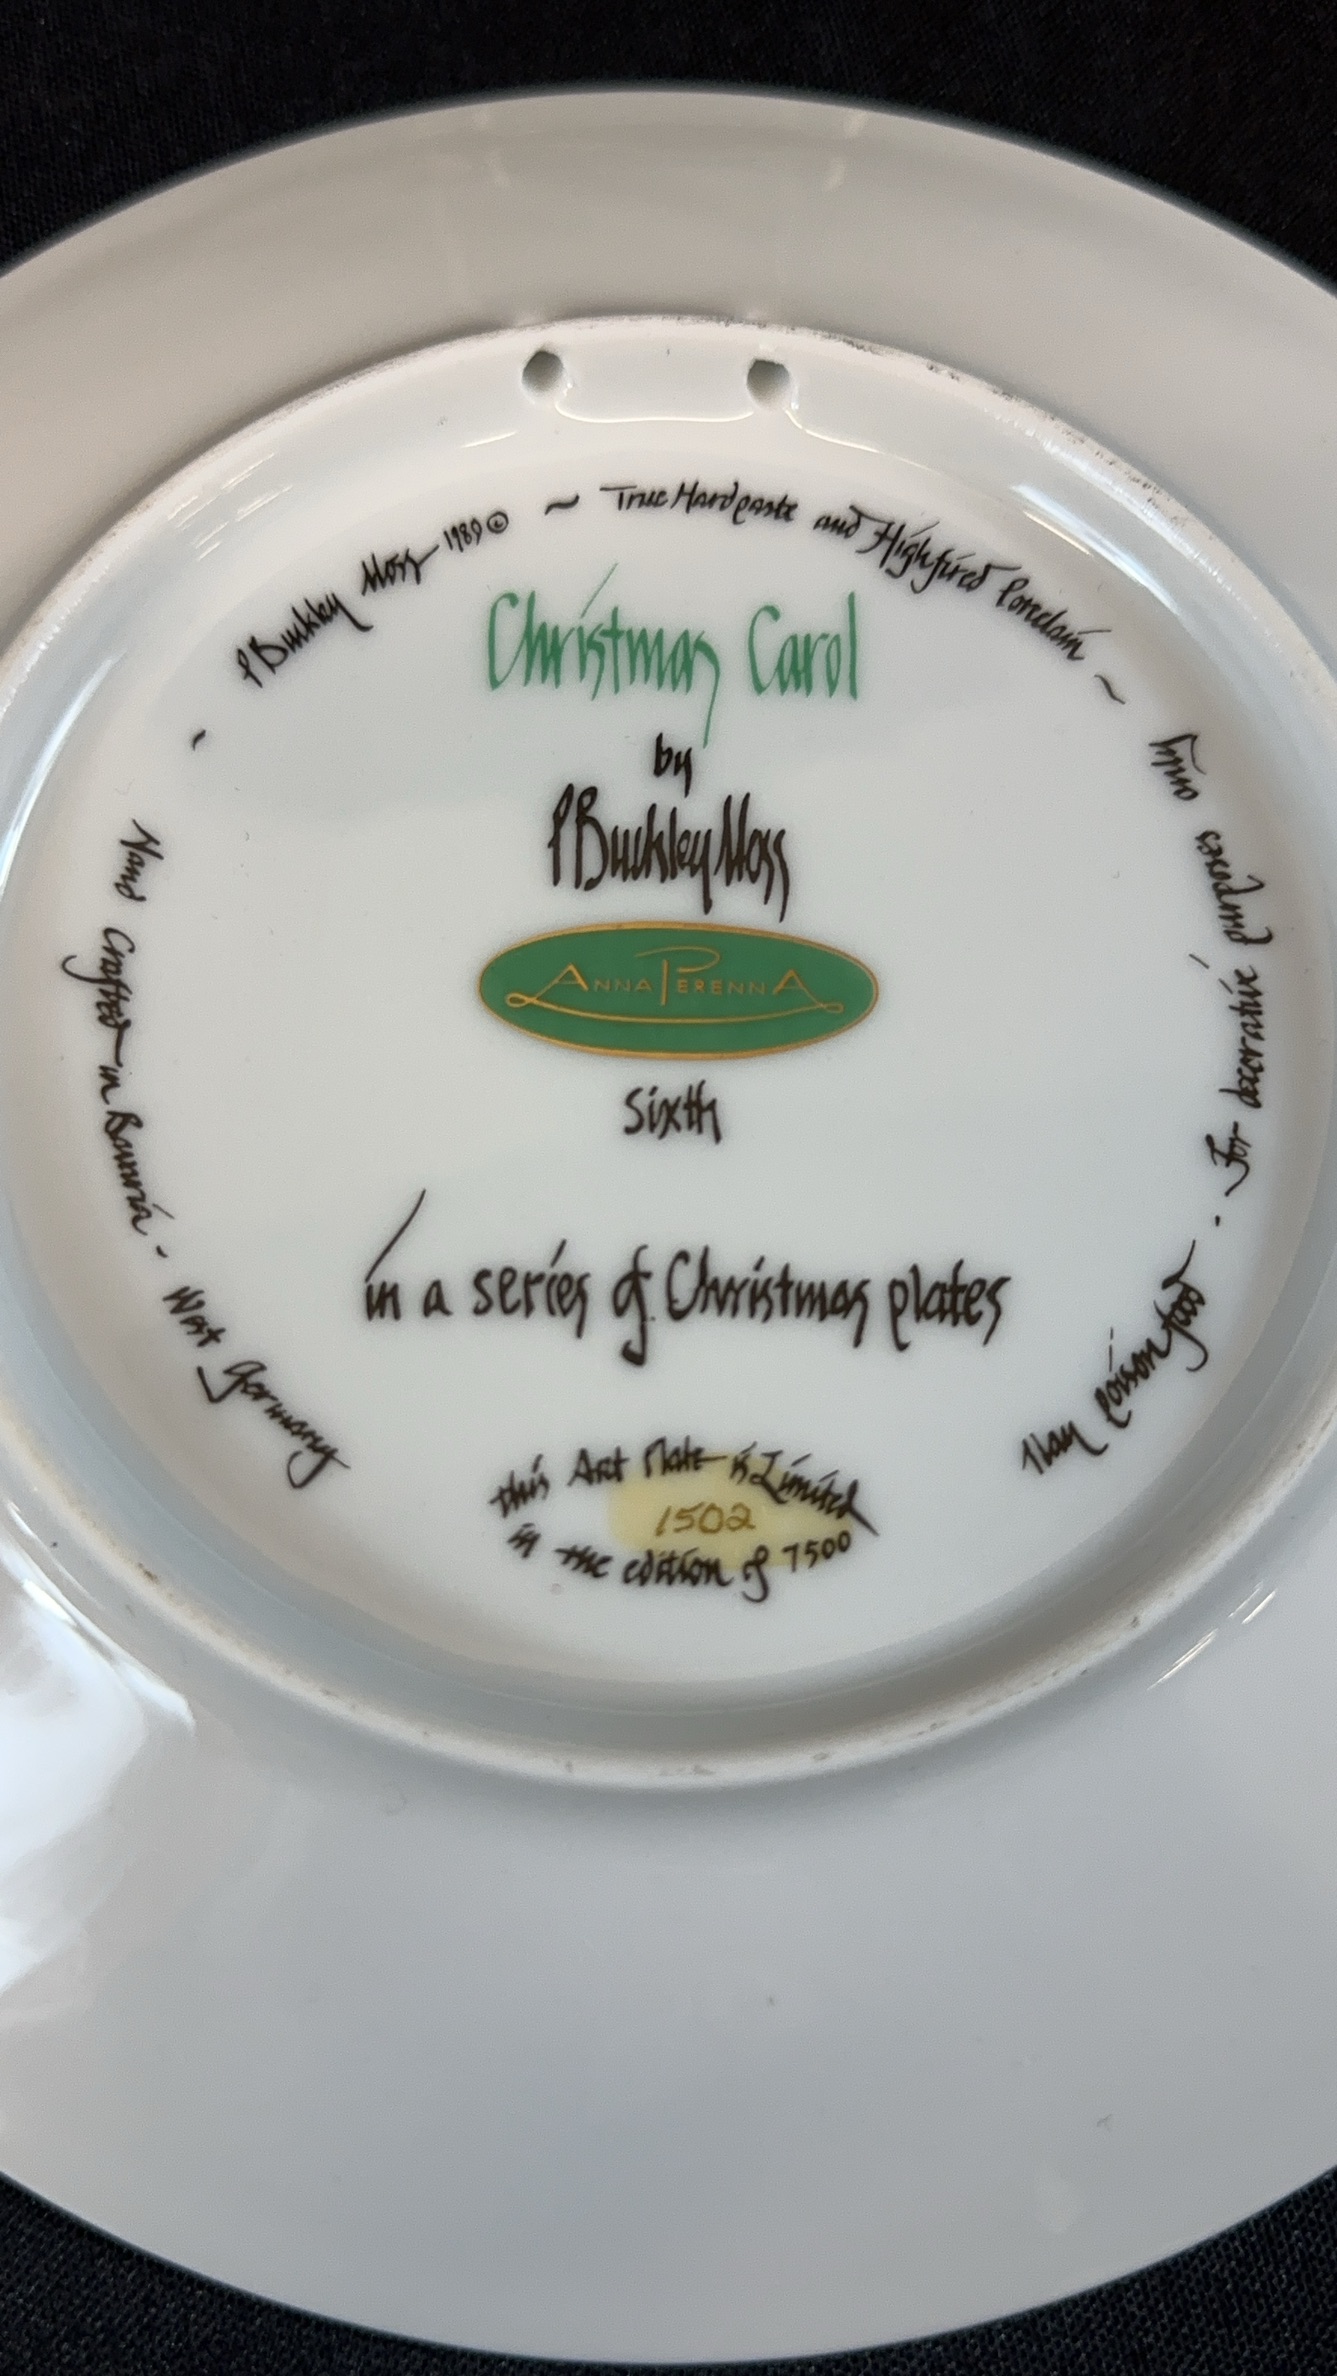 P Buckley Moss 1989 © ~ True Hardpaste and Highfired Porcelain ~
Christmas Carol
by
P Buckley Moss
ANNA PERENNA
Sixth
in a series of Christmas plates
this Art Plate is Limited
1502
in the edition of 7500
Hand Crafted in Bavaria - West Germany
May poison food · For decorative purposes only